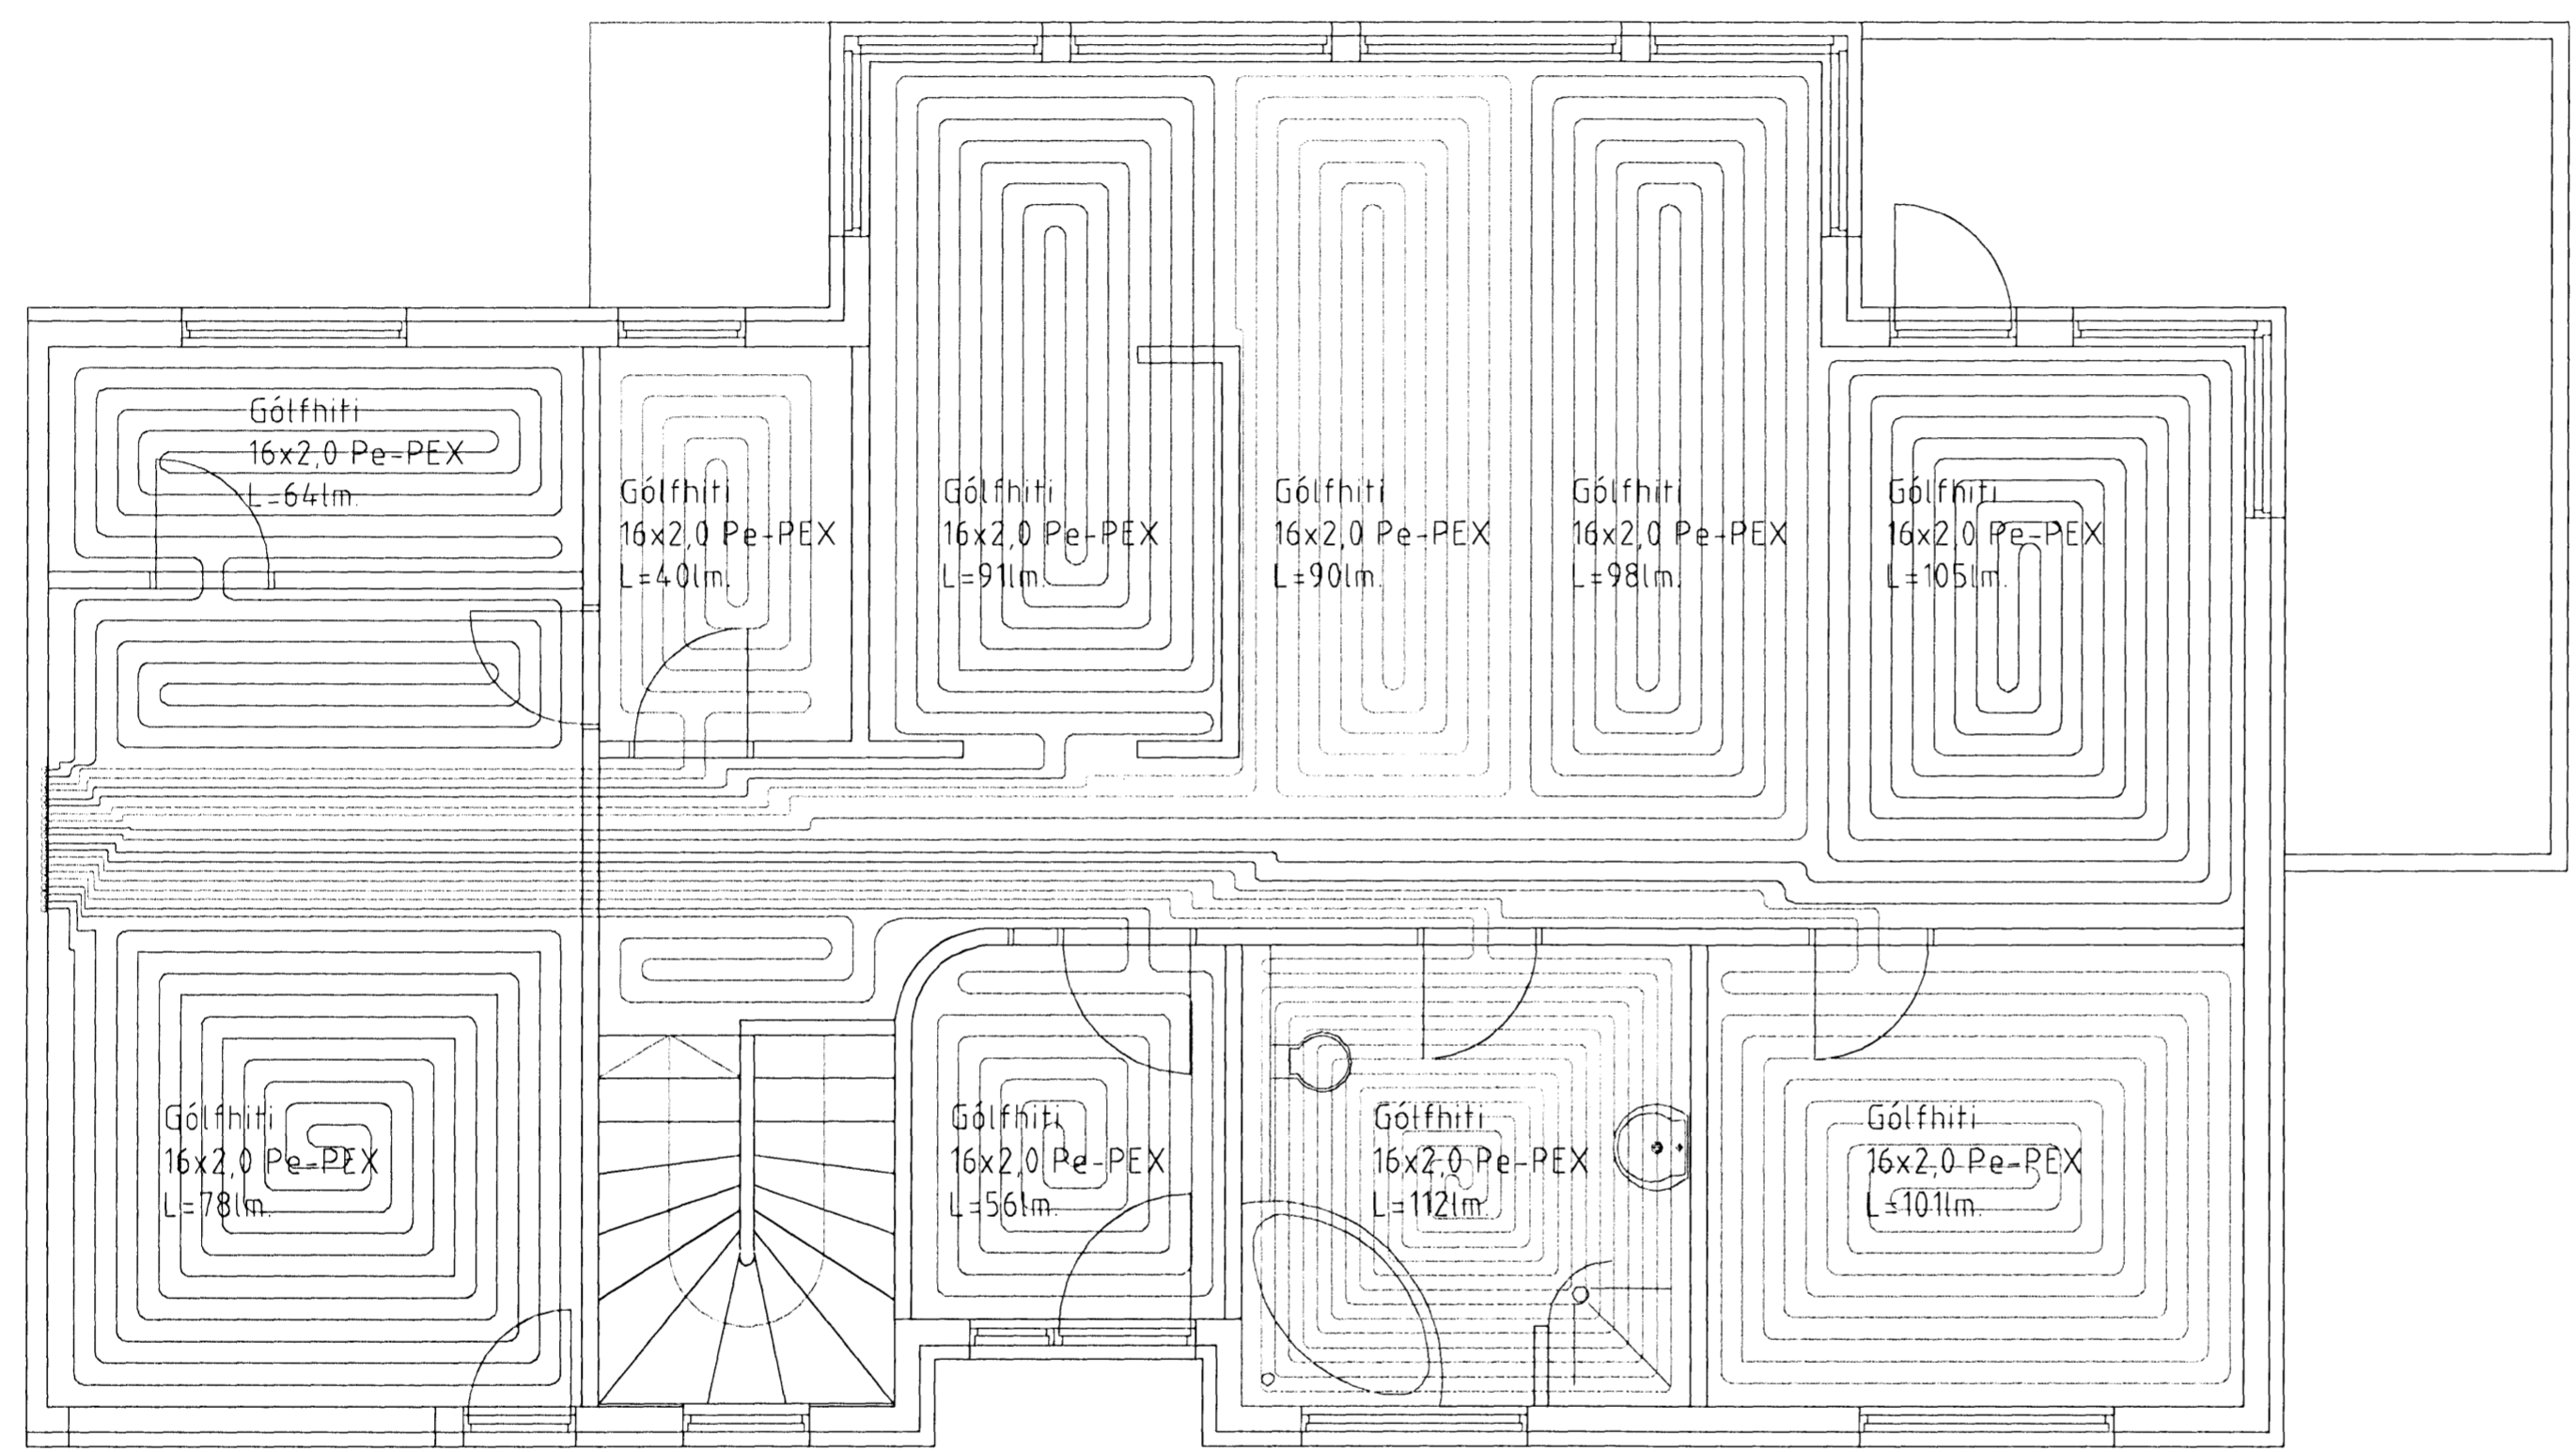 Gólfhiti
16x2,0 Pe-PEX
L=64lm.
Gólfhiti
16x2,0 Pe-PEX
L=40lm.
Gólfhiti
16x2,0 Pe-PEX
L=91lm.
Gólfhiti
16x2,0 Pe-PEX
L=90lm.
Gólfhiti
16x2,0 Pe-PEX
L=98lm.
Gólfhiti
16x2,0 Pe-PEX
L=105lm.
Gólfhiti
16x2,0 Pe-PEX
L=78lm.
Gólfhiti
16x2,0 Pe-PEX
L=56lm.
Gólfhiti
16x2,0 Pe-PEX
L=112lm.
Gólfhiti
16x2,0 Pe-PEX
L=101lm.